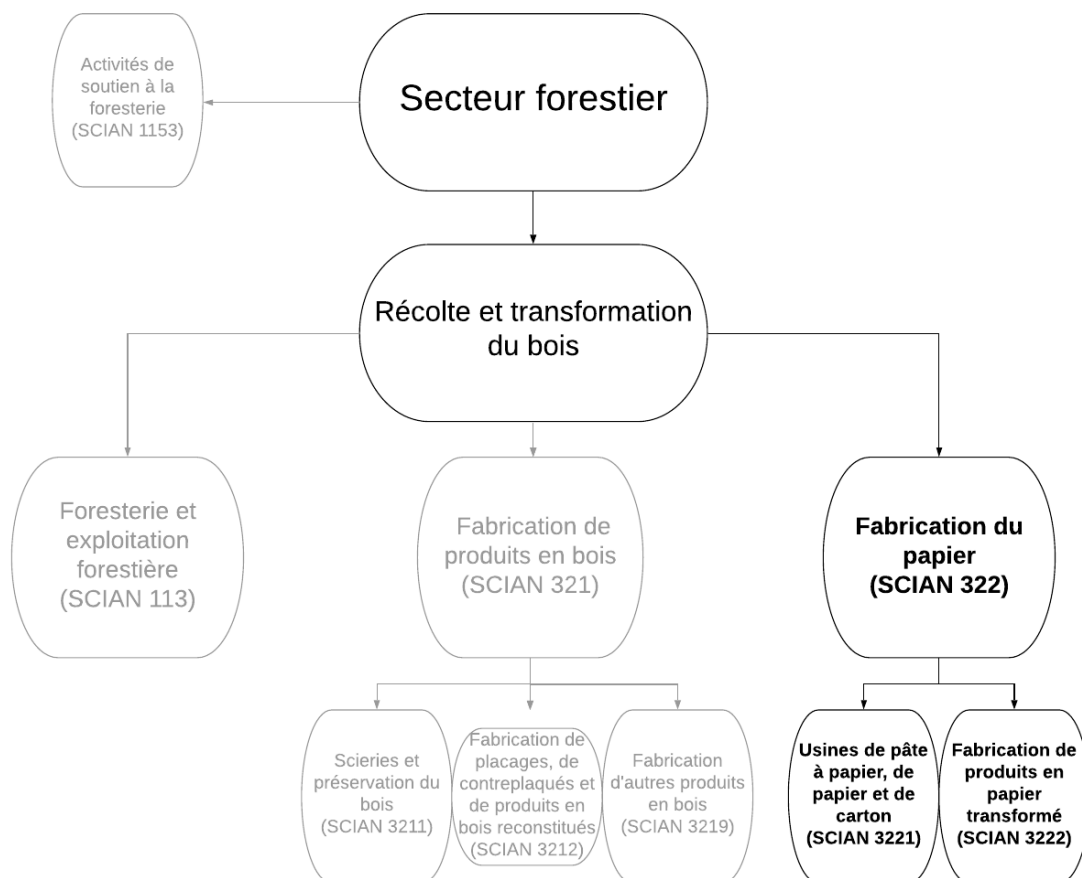 Activités de
soutien à la
foresterie
(SCIAN 1153)
Secteur forestier
Récolte et transformation
du bois
Foresterie et
exploitation
forestière
(SCIAN 113)
Fabrication de
produits en bois
(SCIAN 321)
Fabrication du
papier
(SCIAN 322)
Scieries et
préservation du
bois
(SCIAN 3211)
Fabrication de
placages, de
contreplaqués et
de produits en
bois reconstitués
(SCIAN 3212)
Fabrication
d'autres produits
en bois
(SCIAN 3219)
Usines de pâte
à papier, de
papier et de
carton
(SCIAN 3221)
Fabrication de
produits en
papier
transformé
(SCIAN 3222)